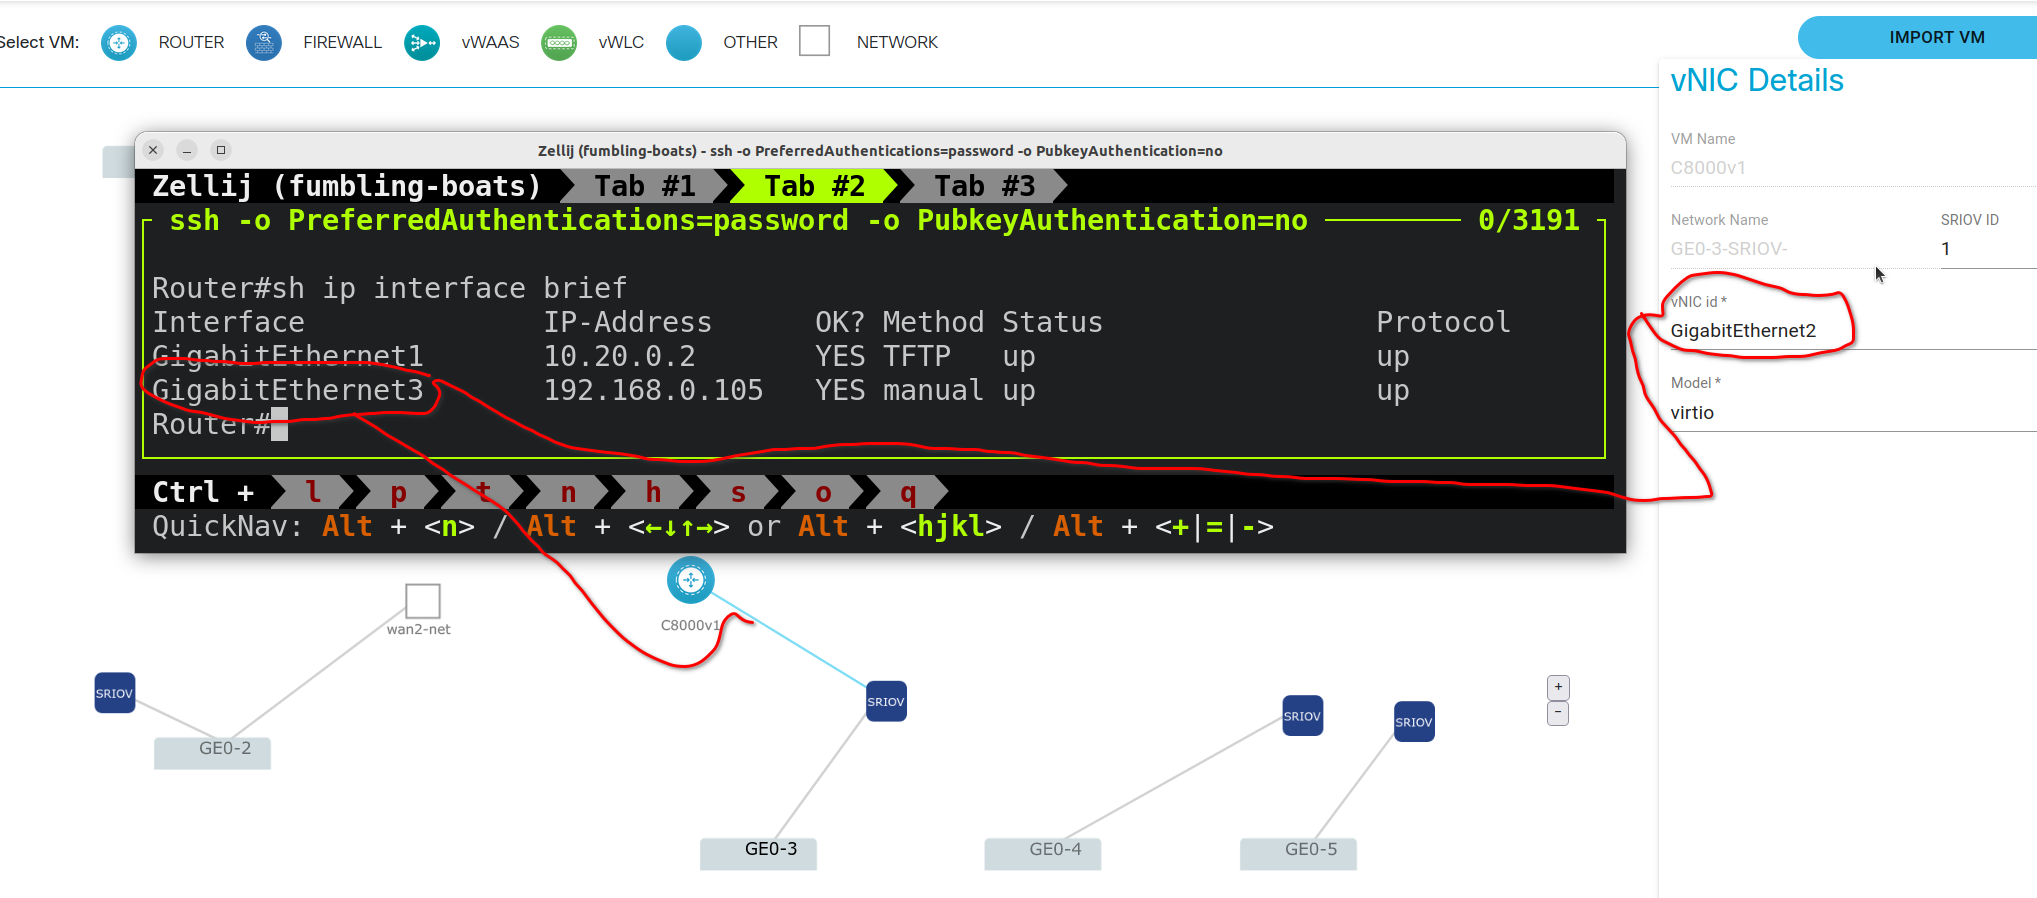 Select VM: ROUTER FIREWALL vWAAS vWLC OTHER NETWORK IMPORT VM
vNIC Details
VM Name
C8000v1
Network Name SRIOV ID
GE0-3-SRIOV- 1
vNIC id *
GigabitEthernet2
Model *
virtio
Zellij (fumbling-boats) - ssh -o PreferredAuthentications=password -o PubkeyAuthentication=no
Zellij (fumbling-boats) Tab #1 Tab #2 Tab #3
ssh -o PreferredAuthentications=password -o PubkeyAuthentication=no 0/3191
Router#sh ip interface brief
Interface IP-Address OK? Method Status Protocol
GigabitEthernet1 10.20.0.2 YES TFTP up up
GigabitEthernet3 192.168.0.105 YES manual up up
Router#
Ctrl + l p t n h s o q
QuickNav: Alt + <n> / Alt + <←↓↑→> or Alt + <hjkl> / Alt + <+|=|->
wan2-net
C8000v1
SRIOV
SRIOV
SRIOV
SRIOV
+
-
GE0-2
GE0-3
GE0-4
GE0-5